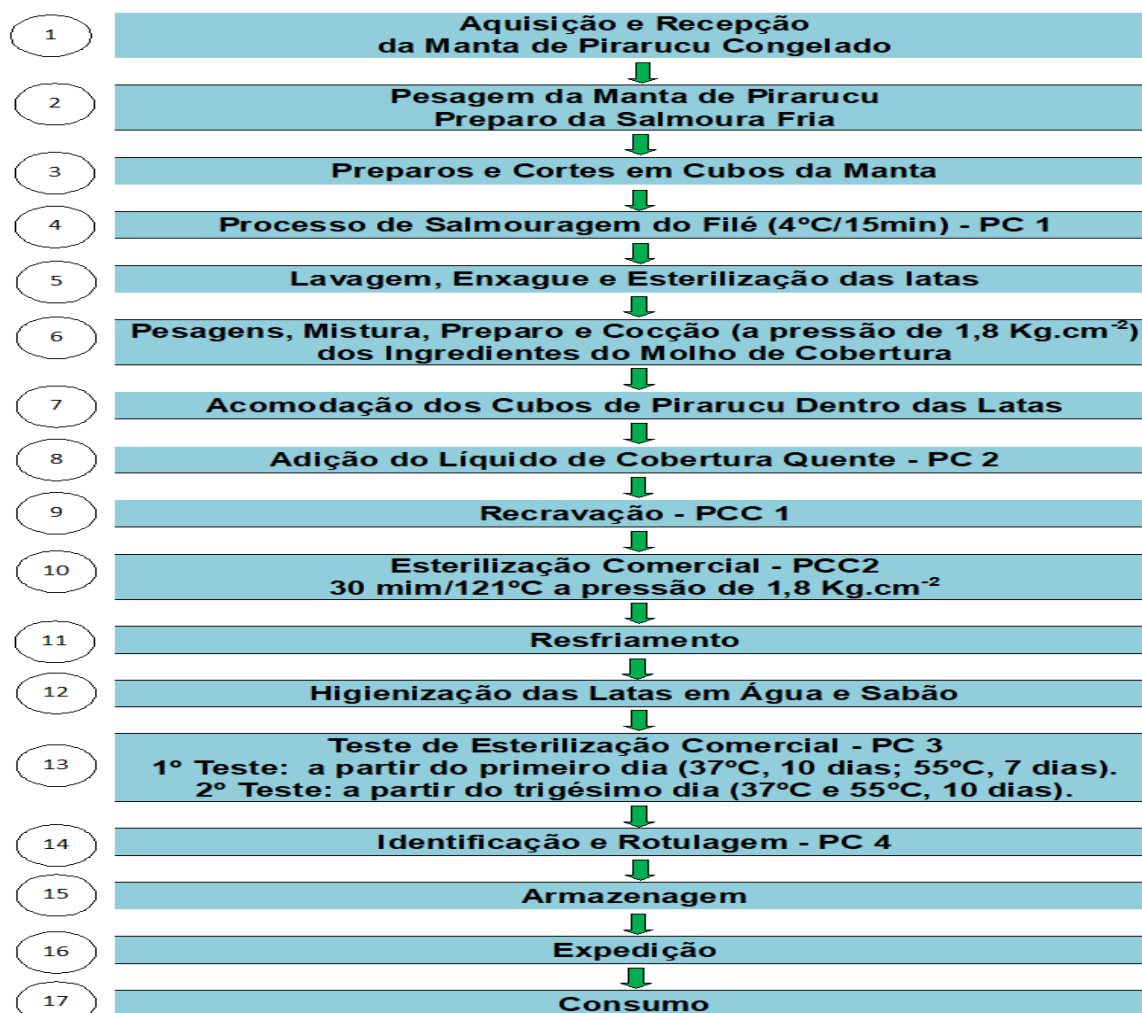 1
Aquisição e Recepção
da Manta de Pirarucu Congelado
2
Pesagem da Manta de Pirarucu
Preparo da Salmoura Fria
3
Preparos e Cortes em Cubos da Manta
4
Processo de Salmouragem do Filé (4ºC/15min) - PC 1
5
Lavagem, Enxague e Esterilização das latas
6
Pesagens, Mistura, Preparo e Cocção (a pressão de 1,8 Kg.cm⁻²)
dos Ingredientes do Molho de Cobertura
7
Acomodação dos Cubos de Pirarucu Dentro das Latas
8
Adição do Líquido de Cobertura Quente - PC 2
9
Recravação - PCC 1
10
Esterilização Comercial - PCC2
30 mim/121ºC a pressão de 1,8 Kg.cm⁻²
11
Resfriamento
12
Higienização das Latas em Água e Sabão
13
Teste de Esterilização Comercial - PC 3
1º Teste: a partir do primeiro dia (37ºC, 10 dias; 55ºC, 7 dias).
2º Teste: a partir do trigésimo dia (37ºC e 55ºC, 10 dias).
14
Identificação e Rotulagem - PC 4
15
Armazenagem
16
Expedição
17
Consumo